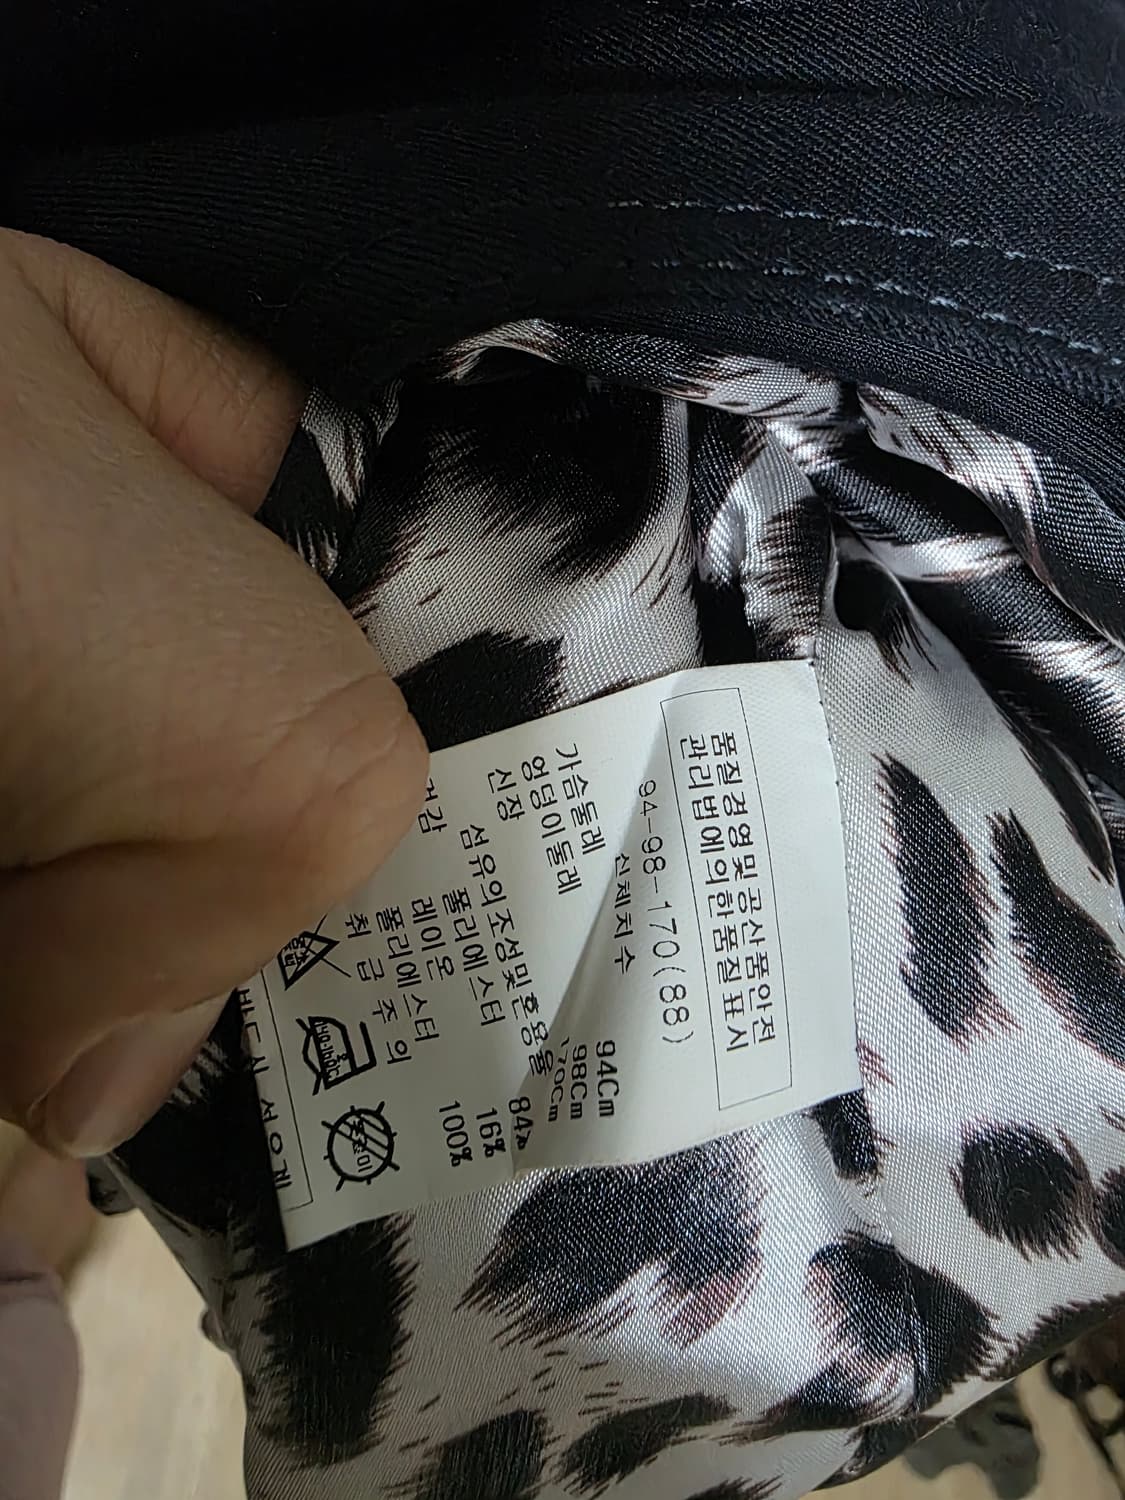 품질경영및공산품안전
관리법에의한품질표시
94-98-170(88)
신체치수
가슴둘레 94Cm
엉덩이둘레 98Cm
신장 170Cm
섬유의조성및혼용율
겉감 폴리에스터 84%
레이온 16%
폴리에스터 100%
취급주의